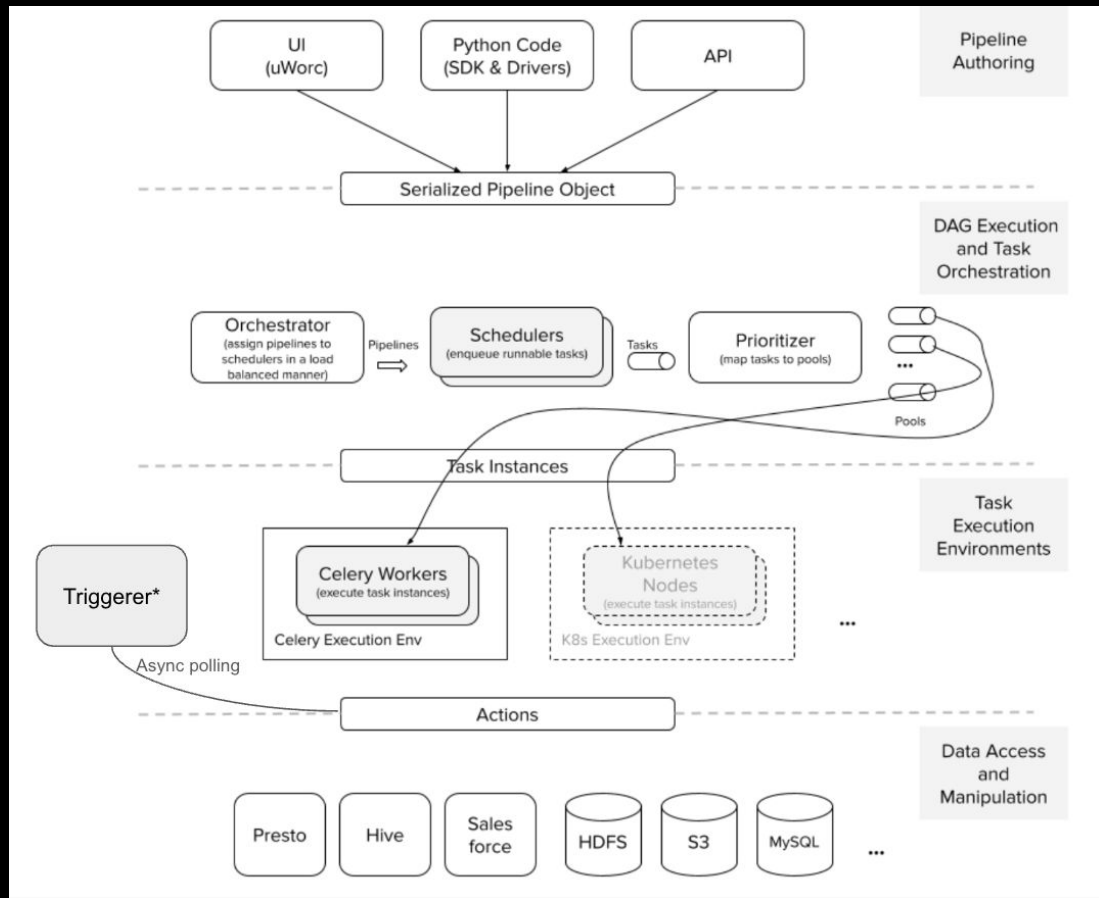 UI
(uWorc)
Python Code
(SDK & Drivers)
API
Pipeline
Authoring
Serialized Pipeline Object
DAG Execution
and Task
Orchestration
Orchestrator
(assign pipelines to
schedulers in a load
balanced manner)
Pipelines
Schedulers
(enqueue runnable tasks)
Tasks
Prioritizer
(map tasks to pools)
...
Pools
Task Instances
Task
Execution
Environments
Triggerer*
Async polling
Celery Workers
(execute task instances)
Celery Execution Env
Kubernetes
Nodes
(execute task instances)
K8s Execution Env
...
Actions
Data Access
and
Manipulation
Presto
Hive
Sales
force
HDFS
S3
MySQL
...